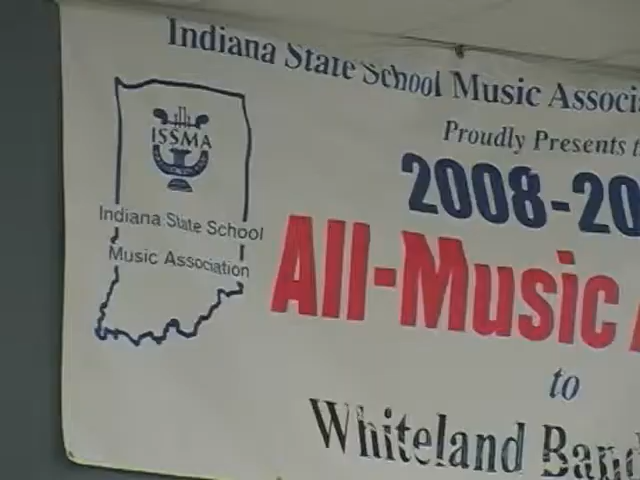 Indiana State School Music Associ
Proudly Presents t
2008-20
All-Music
to
Whiteland Band
ISSMA
Indiana State School
Music Association